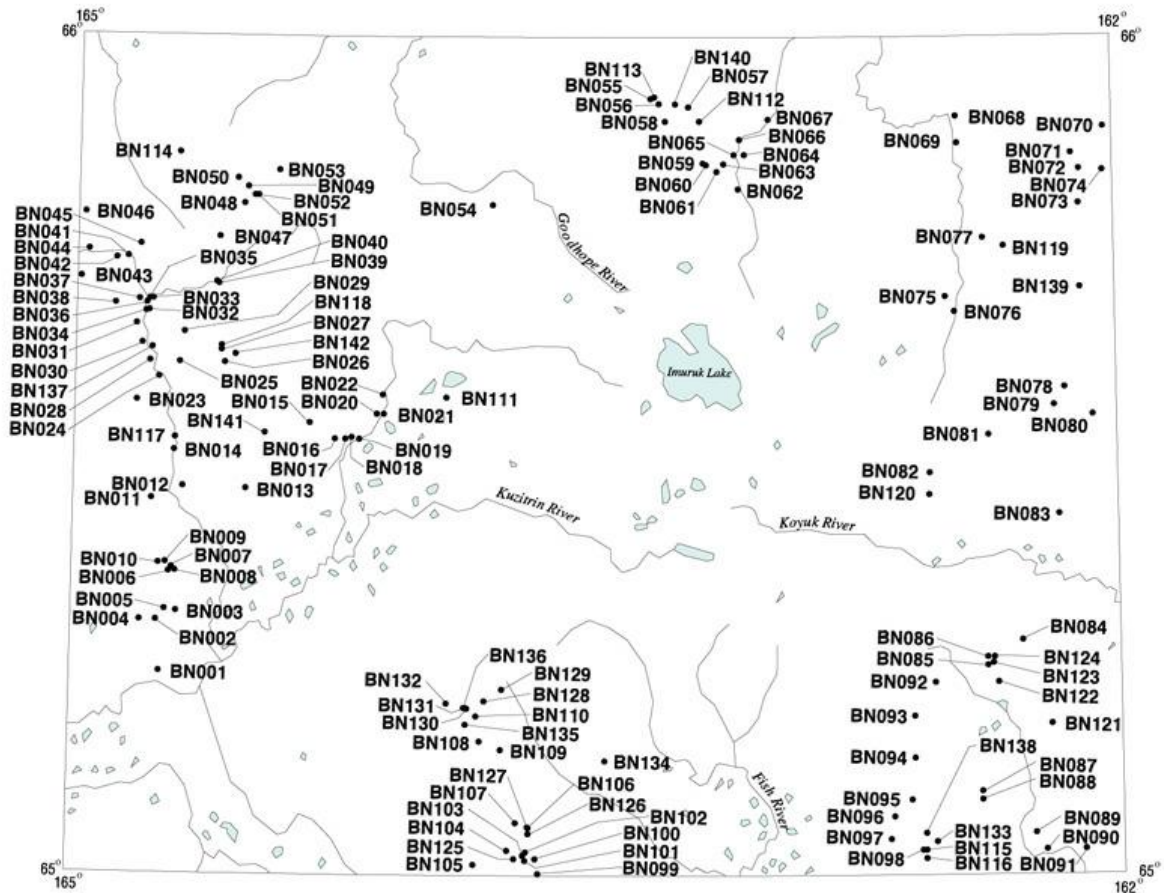 165°
66°
162°
66°
BN140
BN113
BN057
BN055
BN056
BN112
BN058
BN067
BN066
BN068
BN070
BN065
BN069
BN064
BN071
BN114
BN059
BN072
BN053
BN063
BN050
BN049
BN060
BN074
BN048
BN052
BN062
BN073
BN054
BN061
BN045
BN046
BN051
BN041
BN047
BN040
BN077
BN044
BN035
BN039
BN119
BN042
BN043
BN029
BN037
BN033
BN118
BN075
BN139
BN038
BN032
BN027
BN076
BN036
BN142
BN034
BN026
BN031
BN030
BN025
BN022
BN137
BN015
BN020
BN111
BN078
BN028
BN023
BN021
BN079
BN024
BN141
BN080
BN117
BN016
BN019
BN081
BN014
BN017
BN018
BN012
BN013
BN082
BN011
BN120
BN083
Goodhope River
Imuruk Lake
Kuzitrin River
Koyuk River
BN009
BN010
BN007
BN006
BN008
BN005
BN003
BN004
BN002
BN001
BN084
BN086
BN124
BN085
BN123
BN092
BN122
BN136
BN129
BN132
BN128
BN131
BN110
BN130
BN135
BN108
BN109
BN093
BN121
BN138
BN134
BN094
BN087
BN127
BN106
BN088
BN107
BN126
BN103
BN102
BN095
BN104
BN100
BN096
BN089
BN125
BN101
BN097
BN133
BN090
BN105
BN099
BN098
BN115
BN116
BN091
Fish River
65°
165°
65°
162°